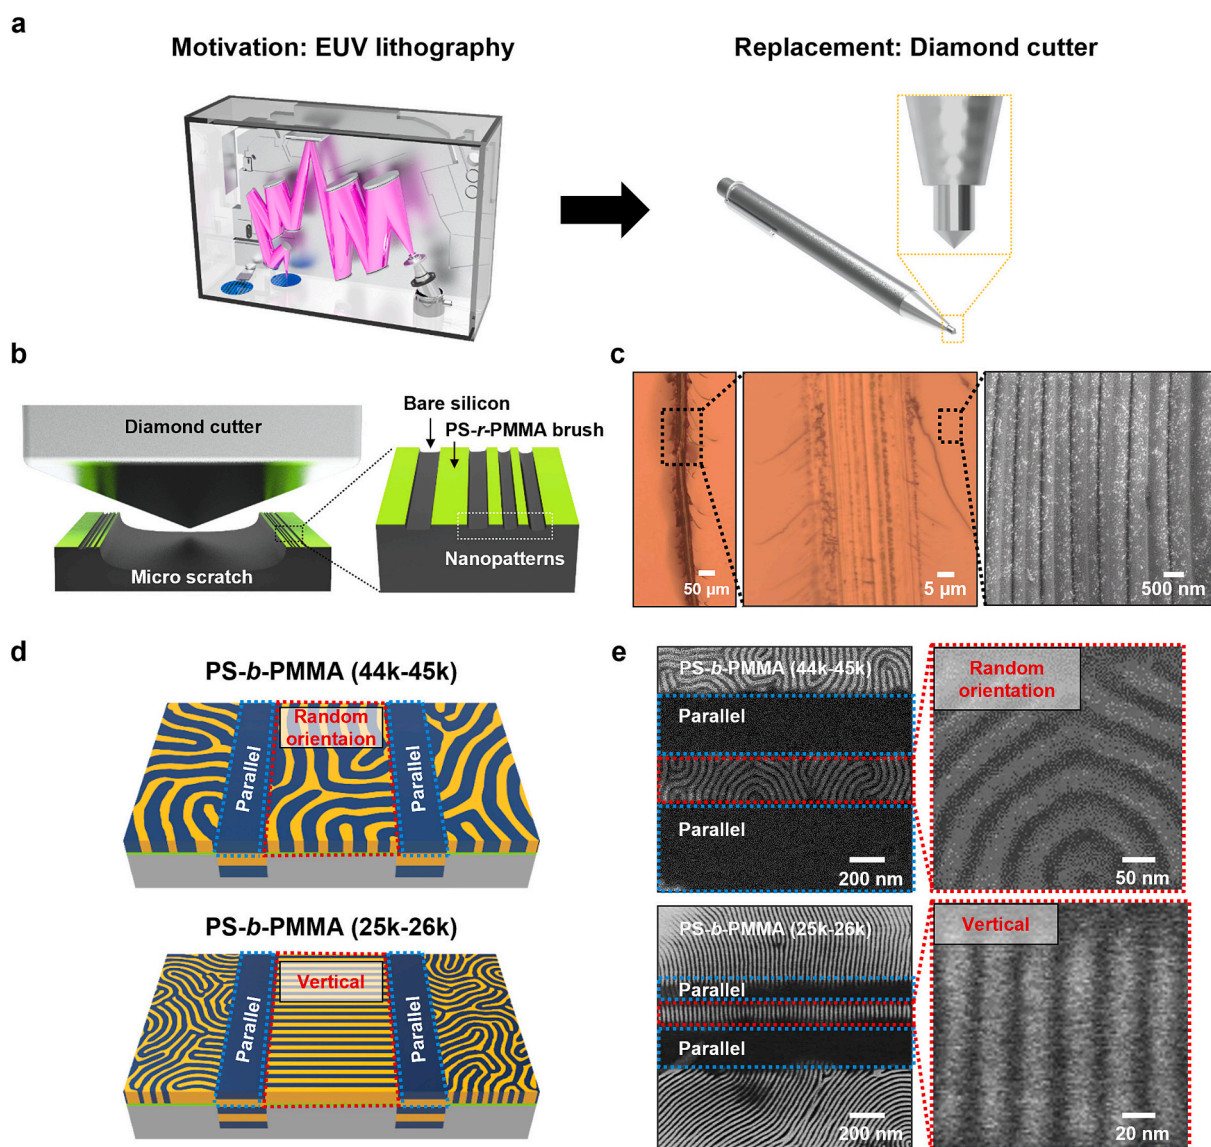 a
Motivation: EUV lithography
Replacement: Diamond cutter
b
Diamond cutter
Micro scratch
Bare silicon
PS-r-PMMA brush
Nanopatterns
c
50 µm
5 µm
500 nm
d
PS-b-PMMA (44k-45k)
Parallel
Random
orientaion
Parallel
PS-b-PMMA (25k-26k)
Parallel
Vertical
Parallel
e
PS-b-PMMA (44k-45k)
Parallel
Parallel
200 nm
Random
orientation
50 nm
PS-b-PMMA (25k-26k)
Parallel
Parallel
200 nm
Vertical
20 nm